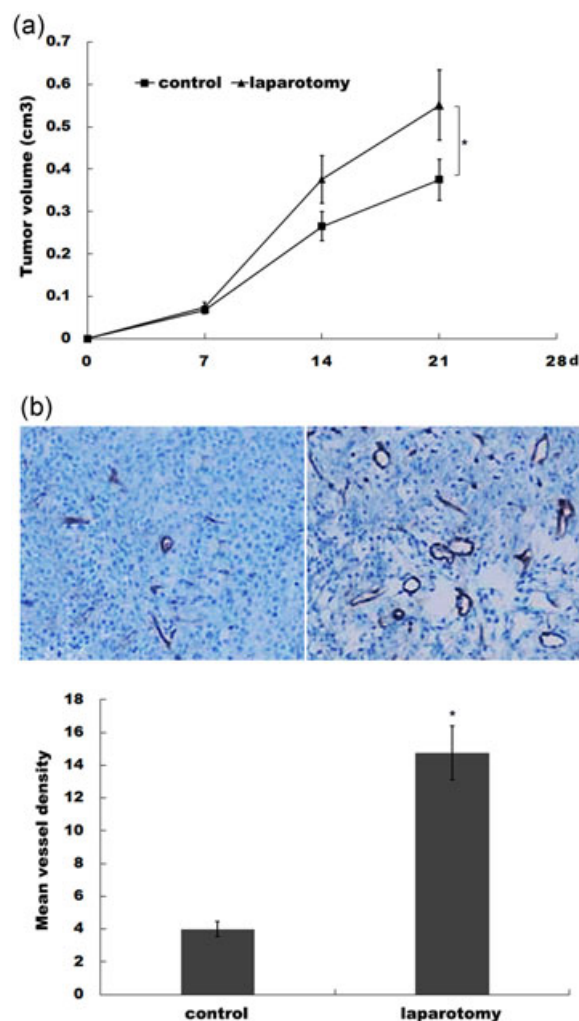 (a)
0.7
0.6
0.5
0.4
0.3
0.2
0.1
0
Tumor volume (cm3)
control laparotomy
*
0 7 14 21 28d
(b)
18
16
14
12
10
8
6
4
2
0
Mean vessel density
*
control laparotomy